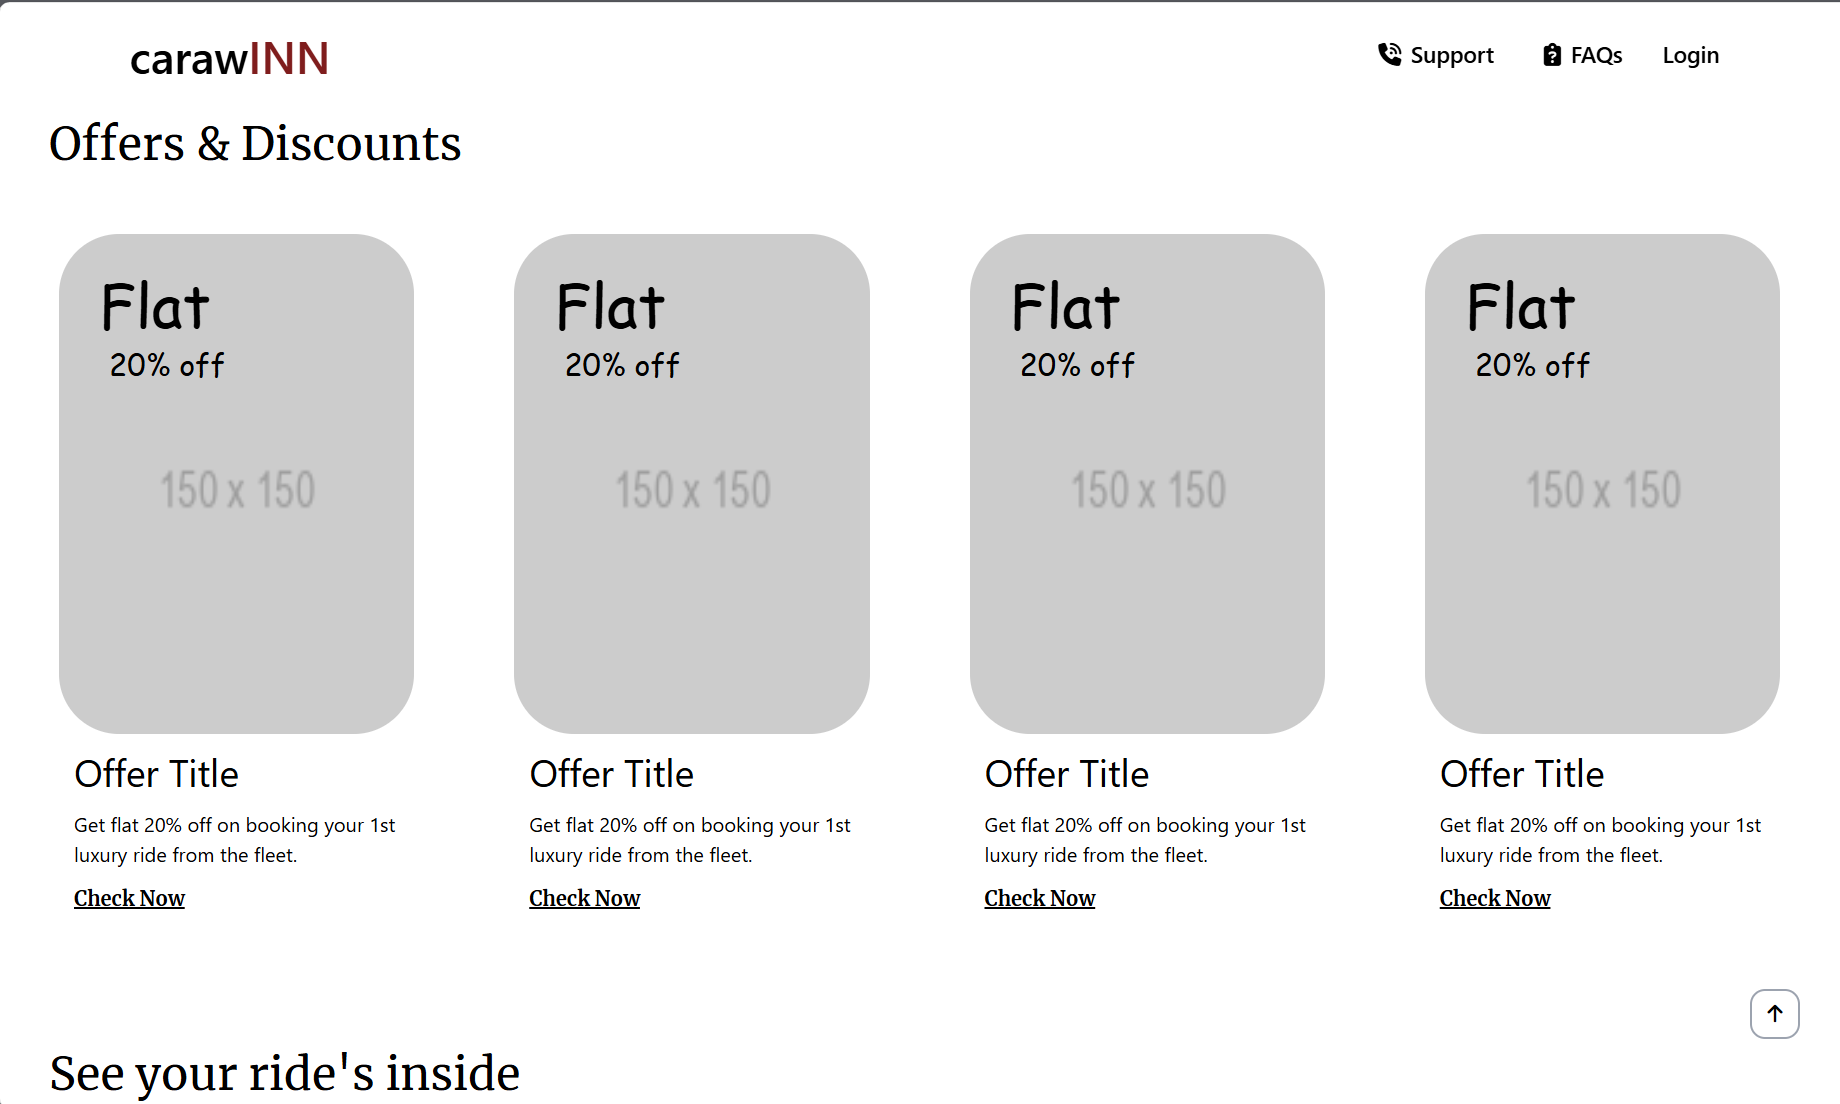 carawINN
Support
FAQs
Login
Offers & Discounts
Flat
20% off
150 x 150
Offer Title
Get flat 20% off on booking your 1st
luxury ride from the fleet.
Check Now
Flat
20% off
150 x 150
Offer Title
Get flat 20% off on booking your 1st
luxury ride from the fleet.
Check Now
Flat
20% off
150 x 150
Offer Title
Get flat 20% off on booking your 1st
luxury ride from the fleet.
Check Now
Flat
20% off
150 x 150
Offer Title
Get flat 20% off on booking your 1st
luxury ride from the fleet.
Check Now
See your ride's inside